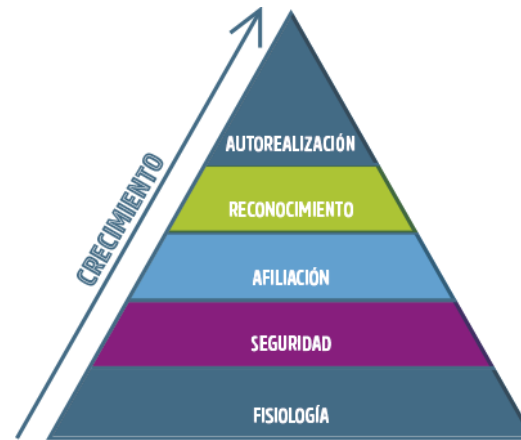 CRECIMIENTO
AUTOREALIZACIÓN
RECONOCIMIENTO
AFILIACIÓN
SEGURIDAD
FISIOLOGÍA